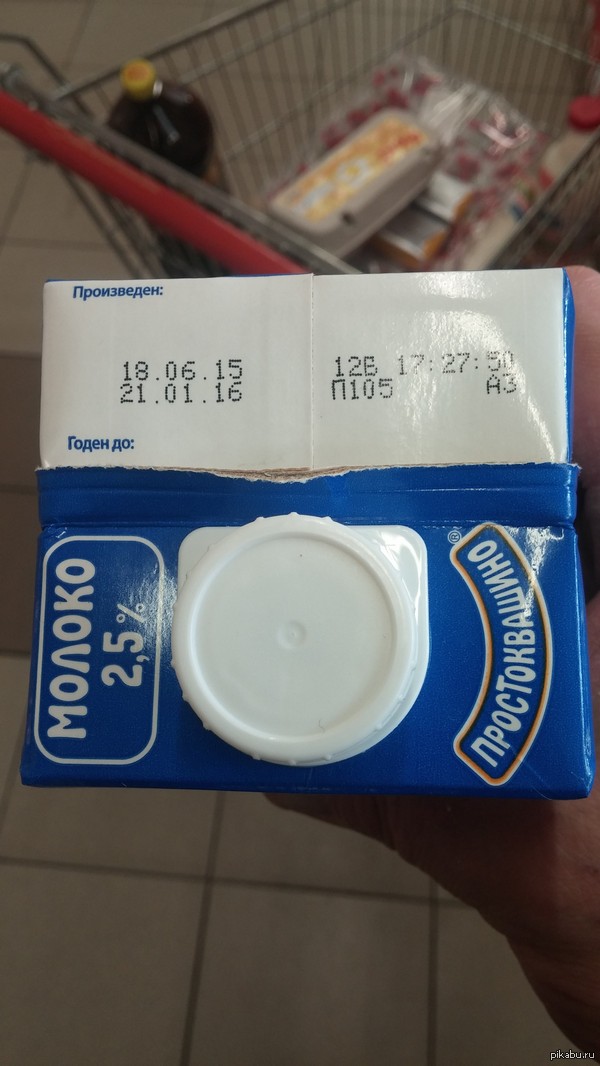 Произведен:
18.06.15
21.01.16
12В 17:27:50
П105 А3
Годен до:
МОЛОКО
2,5%
ПРОСТОКВАШИНО
®
pikabu.ru